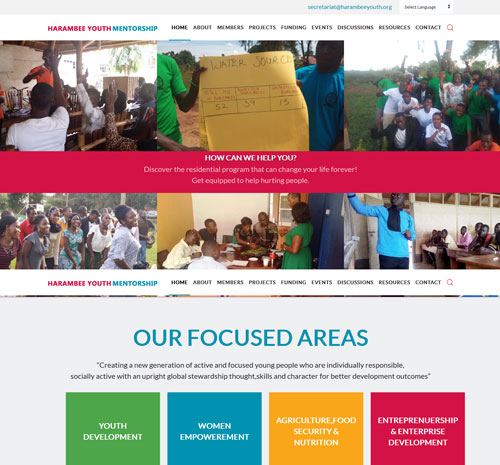 secretariat@harambeeyouth.org Select Language
HARAMBEE YOUTH MENTORSHIP HOME ABOUT MEMBERS PROJECTS FUNDING EVENTS DISCUSSIONS RESOURCES CONTACT
WATER SOURCE
52 39 15
HOW CAN WE HELP YOU?
Discover the residential program that can change your life forever!
Get equipped to help hurting people.
HARAMBEE YOUTH MENTORSHIP HOME ABOUT MEMBERS PROJECTS FUNDING EVENTS DISCUSSIONS RESOURCES CONTACT
OUR FOCUSED AREAS
“Creating a new generation of active and focused young people who are individually responsible,
socially active with an upright global stewardship thought,skills and character for better development outcomes”
YOUTH
DEVELOPMENT
WOMEN
EMPOWEREMENT
AGRICULTURE,FOOD
SECURITY &
NUTRITION
ENTREPRENUERSHIP
& ENTERPRISE
DEVELOPMENT